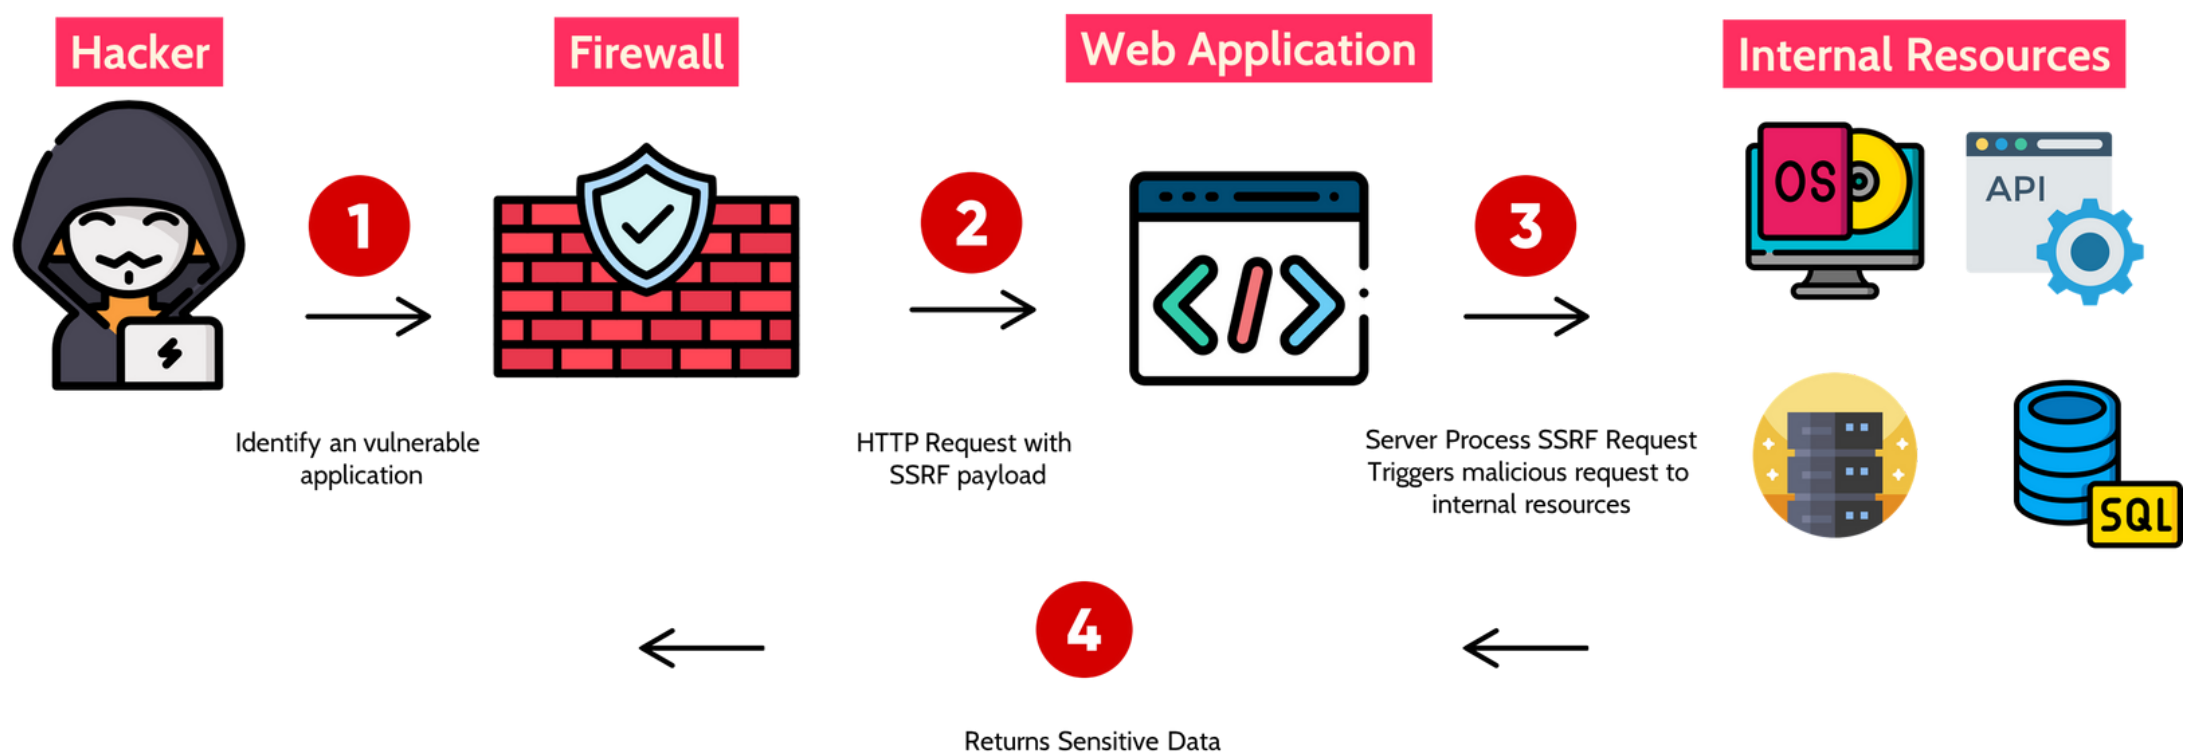 Hacker
Firewall
Web Application
Internal Resources
1
2
3
OS
API
Identify an vulnerable
application
HTTP Request with
SSRF payload
Server Process SSRF Request
Triggers malicious request to
internal resources
SQL
4
Returns Sensitive Data